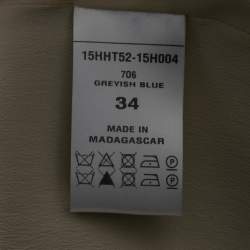 15HHT52-15H004
706
GREYISH BLUE
34
MADE IN
MADAGASCAR